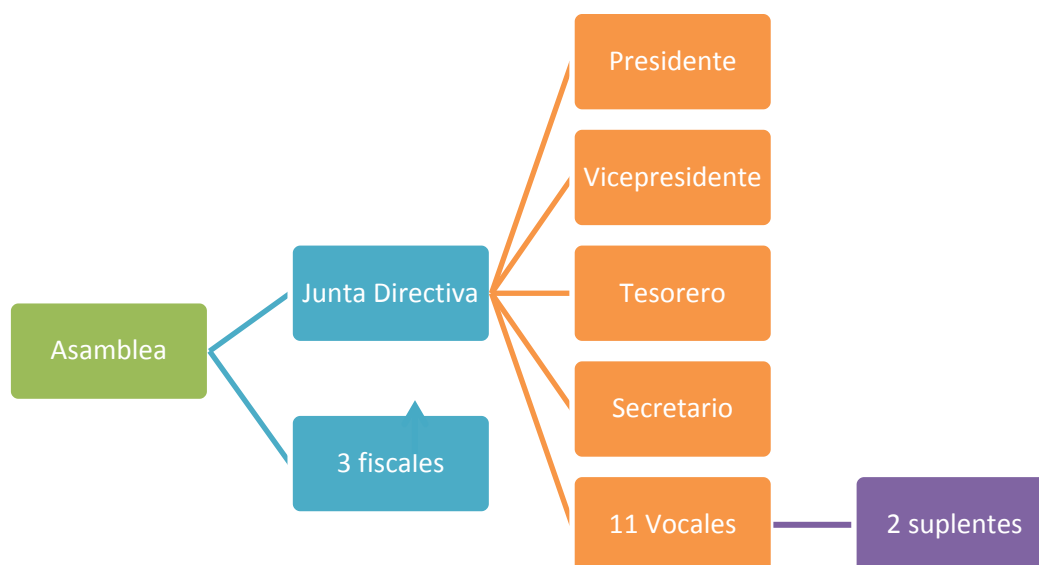 Asamblea
Junta Directiva
3 fiscales
Presidente
Vicepresidente
Tesorero
Secretario
11 Vocales
2 suplentes